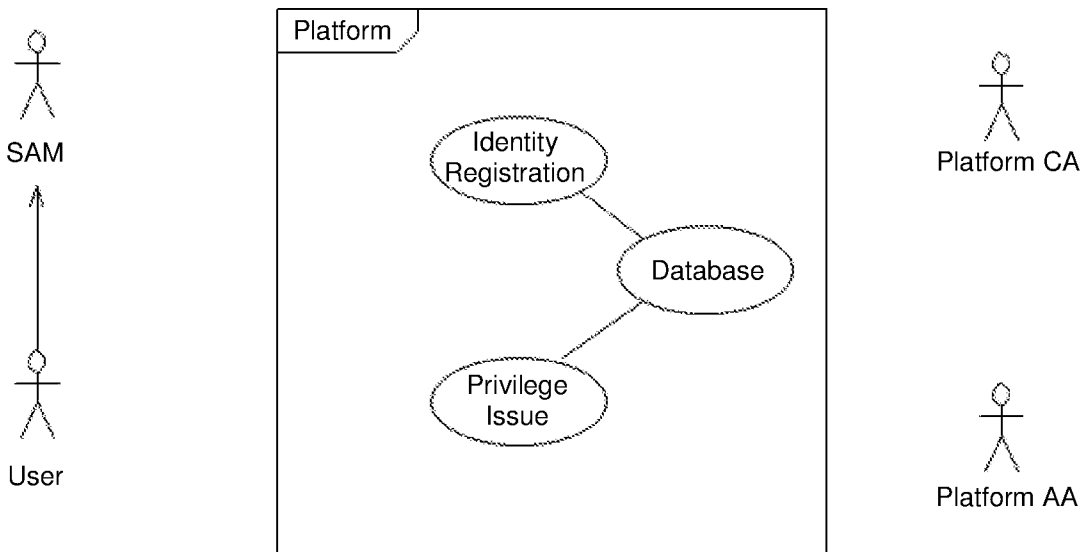 Platform
SAM
Identity
Registration
Platform CA
Database
Privilege
Issue
User
Platform AA